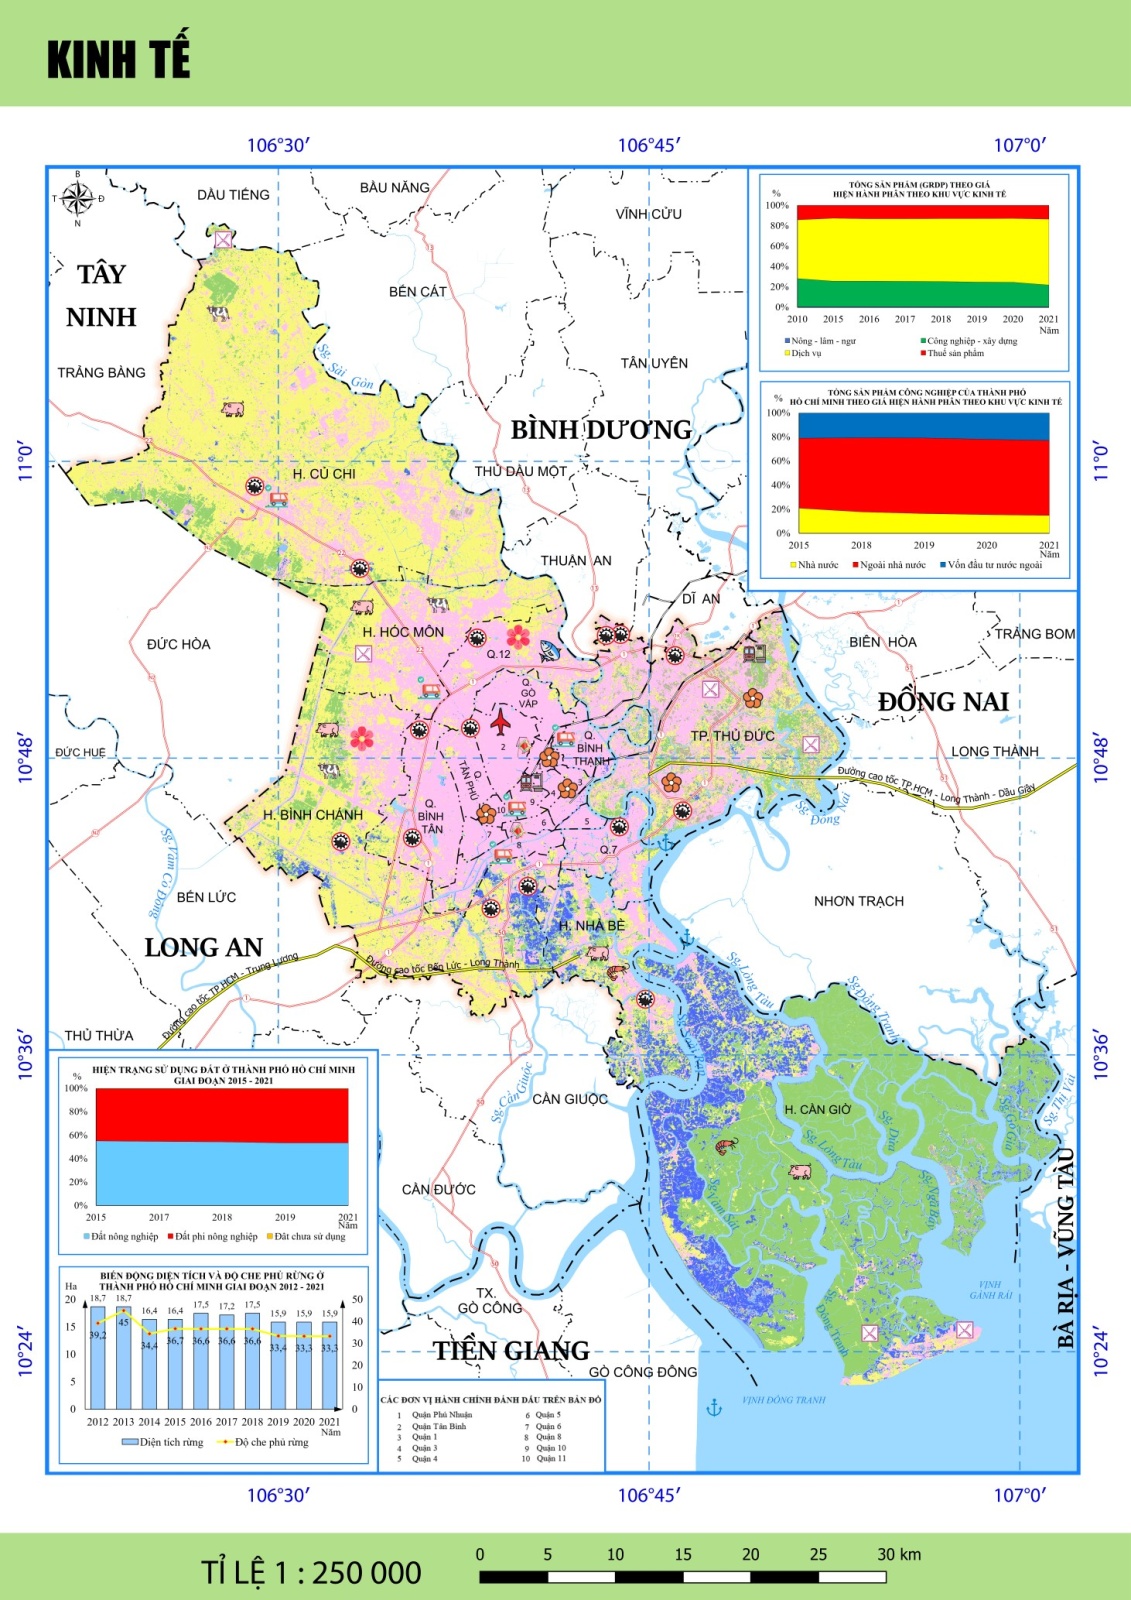 KINH TẾ
106°30′
106°45′
107°0′
B
T
Đ
N
DẦU TIẾNG
BÀU NĂNG
VĨNH CỬU
TÂY
NINH
BẾN CÁT
TRẢNG BÀNG
Sg. Sài Gòn
TÂN UYÊN
BÌNH DƯƠNG
TỔNG SẢN PHẨM (GRDP) THEO GIÁ
HIỆN HÀNH PHÂN THEO KHU VỰC KINH TẾ
%
100%
80%
60%
40%
20%
0%
2010 2015 2016 2017 2018 2019 2020 2021
Năm
Nông - lâm - ngư
Công nghiệp - xây dựng
Dịch vụ
Thuế sản phẩm
TỔNG SẢN PHẨM CÔNG NGHIỆP CỦA THÀNH PHỐ
HỒ CHÍ MINH THEO GIÁ HIỆN HÀNH PHÂN THEO KHU VỰC KINH TẾ
%
100%
80%
60%
40%
20%
0%
2015 2018 2019 2020 2021
Năm
Nhà nước
Ngoài nhà nước
Vốn đầu tư nước ngoài
11°0′
11°0′
H. CỦ CHI
THỦ DẦU MỘT
THUẬN AN
DĨ AN
ĐỨC HÒA
H. HÓC MÔN
Q.12
BIÊN HÒA
TRẢNG BOM
ĐỒNG NAI
Q.
GÒ
VẤP
Q.
BÌNH
THẠNH
TP. THỦ ĐỨC
10°48′
10°48′
ĐỨC HUỆ
LONG THÀNH
Đường cao tốc TP.HCM - Long Thành - Dầu Giây
Q.
TÂN PHÚ
Sg. Đồng Nai
H. BÌNH CHÁNH
Q.
BÌNH
TÂN
Q.7
Sg. Vàm Cỏ Đông
BẾN LỨC
NHƠN TRẠCH
H. NHÀ BÈ
LONG AN
Đường cao tốc TP.HCM - Trung Lương
Đường cao tốc Bến Lức - Long Thành
Sg. Lòng Tàu
Sg. Đồng Tranh
THỦ THỪA
10°36′
10°36′
Sg. Cần Giuộc
CẦN GIUỘC
H. CẦN GIỜ
Sg. Dừa
Sg. Lòng Tàu
Sg. Gò Gia
Sg. Thị Vải
CẦN ĐƯỚC
Sg. Ngã Bảy
BÀ RỊA - VŨNG TÀU
VỊNH
GÀNH RÁI
TX.
GÒ CÔNG
TIỀN GIANG
GÒ CÔNG ĐÔNG
Sg. Đồng Tranh
VỊNH ĐỒNG TRANH
10°24′
10°24′
HIỆN TRẠNG SỬ DỤNG ĐẤT Ở THÀNH PHỐ HỒ CHÍ MINH
GIAI ĐOẠN 2015 - 2021
%
100%
80%
60%
40%
20%
0%
2015 2017 2018 2019 2021
Năm
Đất nông nghiệp
Đất phi nông nghiệp
Đât chưa sử dụng
BIẾN ĐỘNG DIỆN TÍCH VÀ ĐỘ CHE PHỦ RỪNG Ở
THÀNH PHỐ HỒ CHÍ MINH GIAI ĐOẠN 2012 - 2021
Ha
20
15
10
5
0
50
40
30
20
10
0
18,7 18,7 16,4 16,4 17,5 17,2 17,5 15,9 15,9 15,9
39,2 45 34,4 36,7 36,6 36,6 36,6 33,4 33,3 33,3
2012 2013 2014 2015 2016 2017 2018 2019 2020 2021
Năm
Diện tích rừng
Độ che phủ rừng
CÁC ĐƠN VỊ HÀNH CHÍNH ĐÁNH DẤU TRÊN BẢN ĐỒ
1 Quận Phú Nhuận
2 Quận Tân Bình
3 Quận 1
4 Quận 3
5 Quận 4
6 Quận 5
7 Quận 6
8 Quận 8
9 Quận 10
10 Quận 11
106°30′
106°45′
107°0′
TỈ LỆ 1 : 250 000
0 5 10 15 20 25 30 km